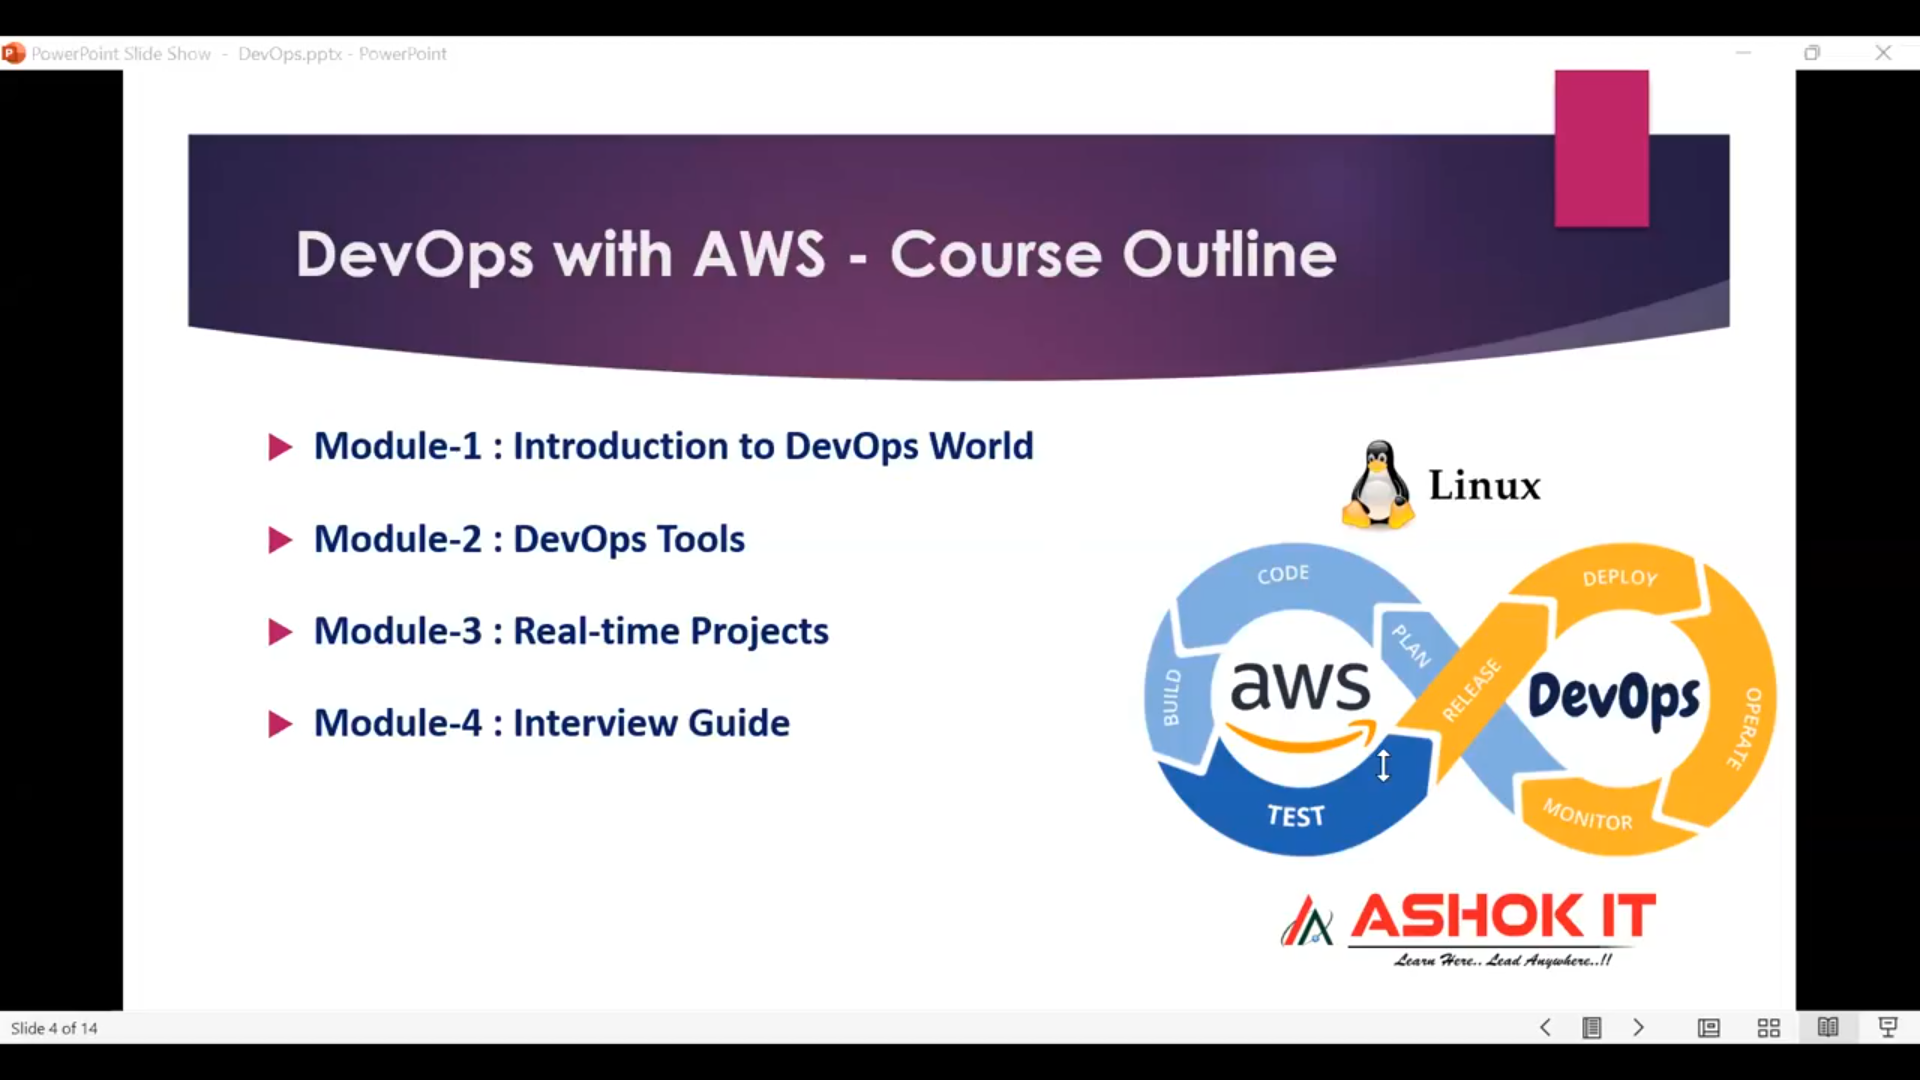 PowerPoint Slide Show - DevOps.pptx - PowerPoint
DevOps with AWS - Course Outline
Module-1 : Introduction to DevOps World
Module-2 : DevOps Tools
Module-3 : Real-time Projects
Module-4 : Interview Guide
Linux
CODE
PLAN
BUILD
TEST
aws
RELEASE
DEPLOY
OPERATE
MONITOR
DevOps
ASHOK IT
Learn Here.. Lead Anywhere..!!
Slide 4 of 14